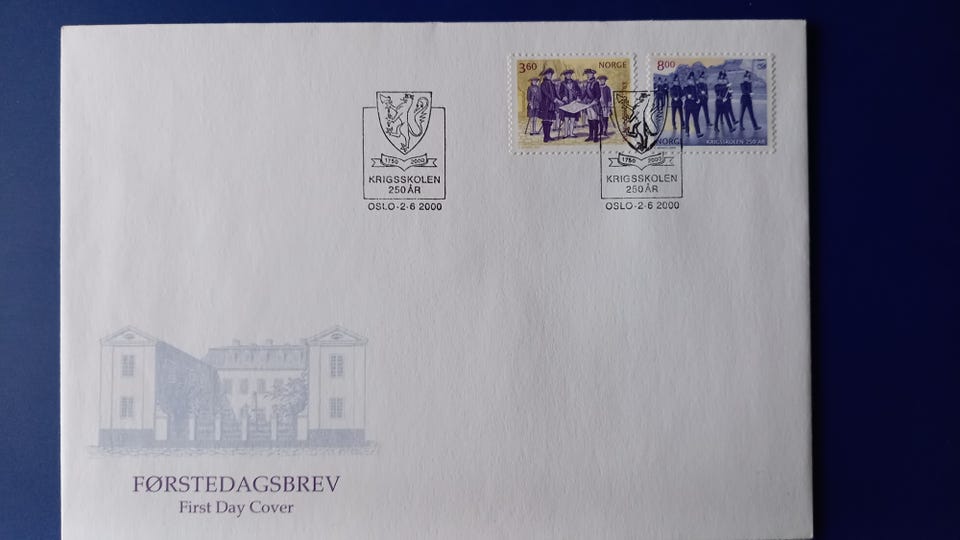 3.60 NORGE
8.00
NORGE
KRIGSSKOLEN 250 ÅR
1750 2000
KRIGSSKOLEN
250 ÅR
OSLO-2-6 2000
1750 2000
KRIGSSKOLEN
250 ÅR
OSLO-2-6 2000
FØRSTEDAGSBREV
First Day Cover